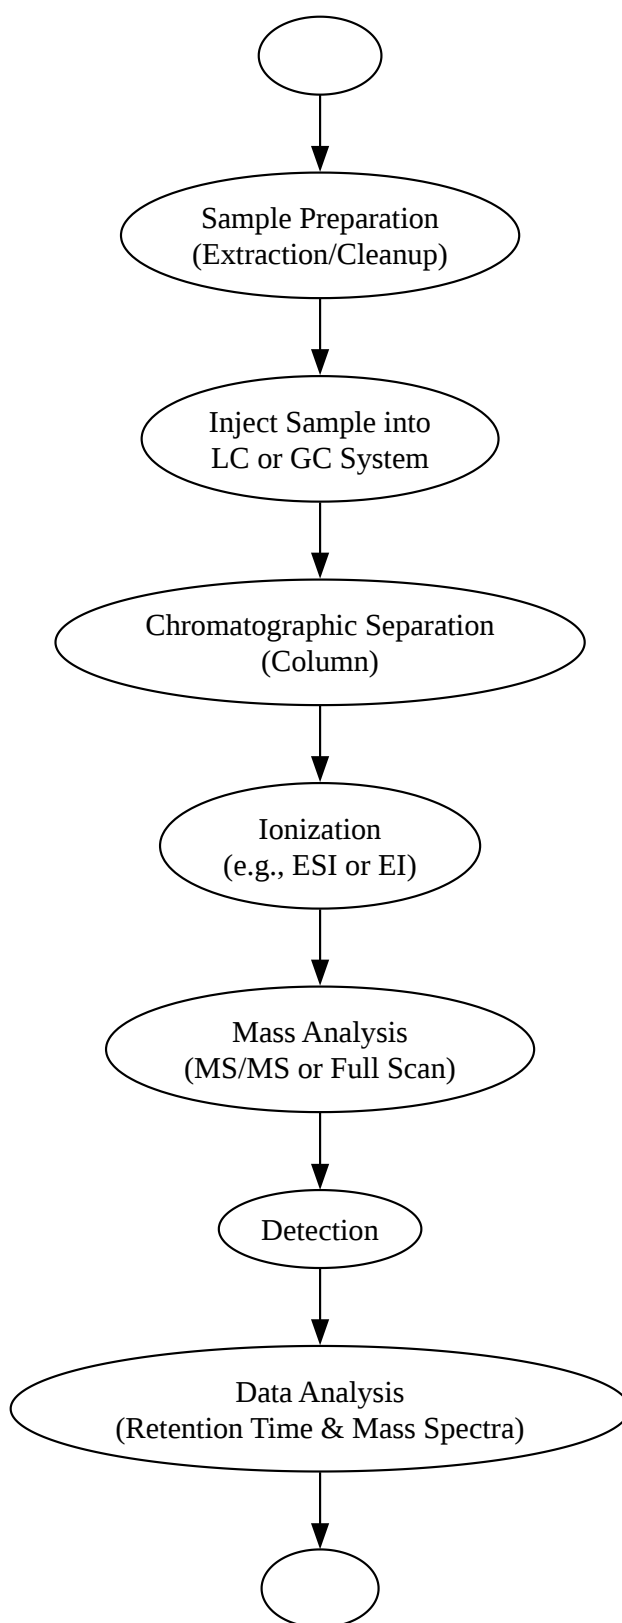 Sample Preparation
(Extraction/Cleanup)
Inject Sample into
LC or GC System
Chromatographic Separation
(Column)
Ionization
(e.g., ESI or EI)
Mass Analysis
(MS/MS or Full Scan)
Detection
Data Analysis
(Retention Time & Mass Spectra)